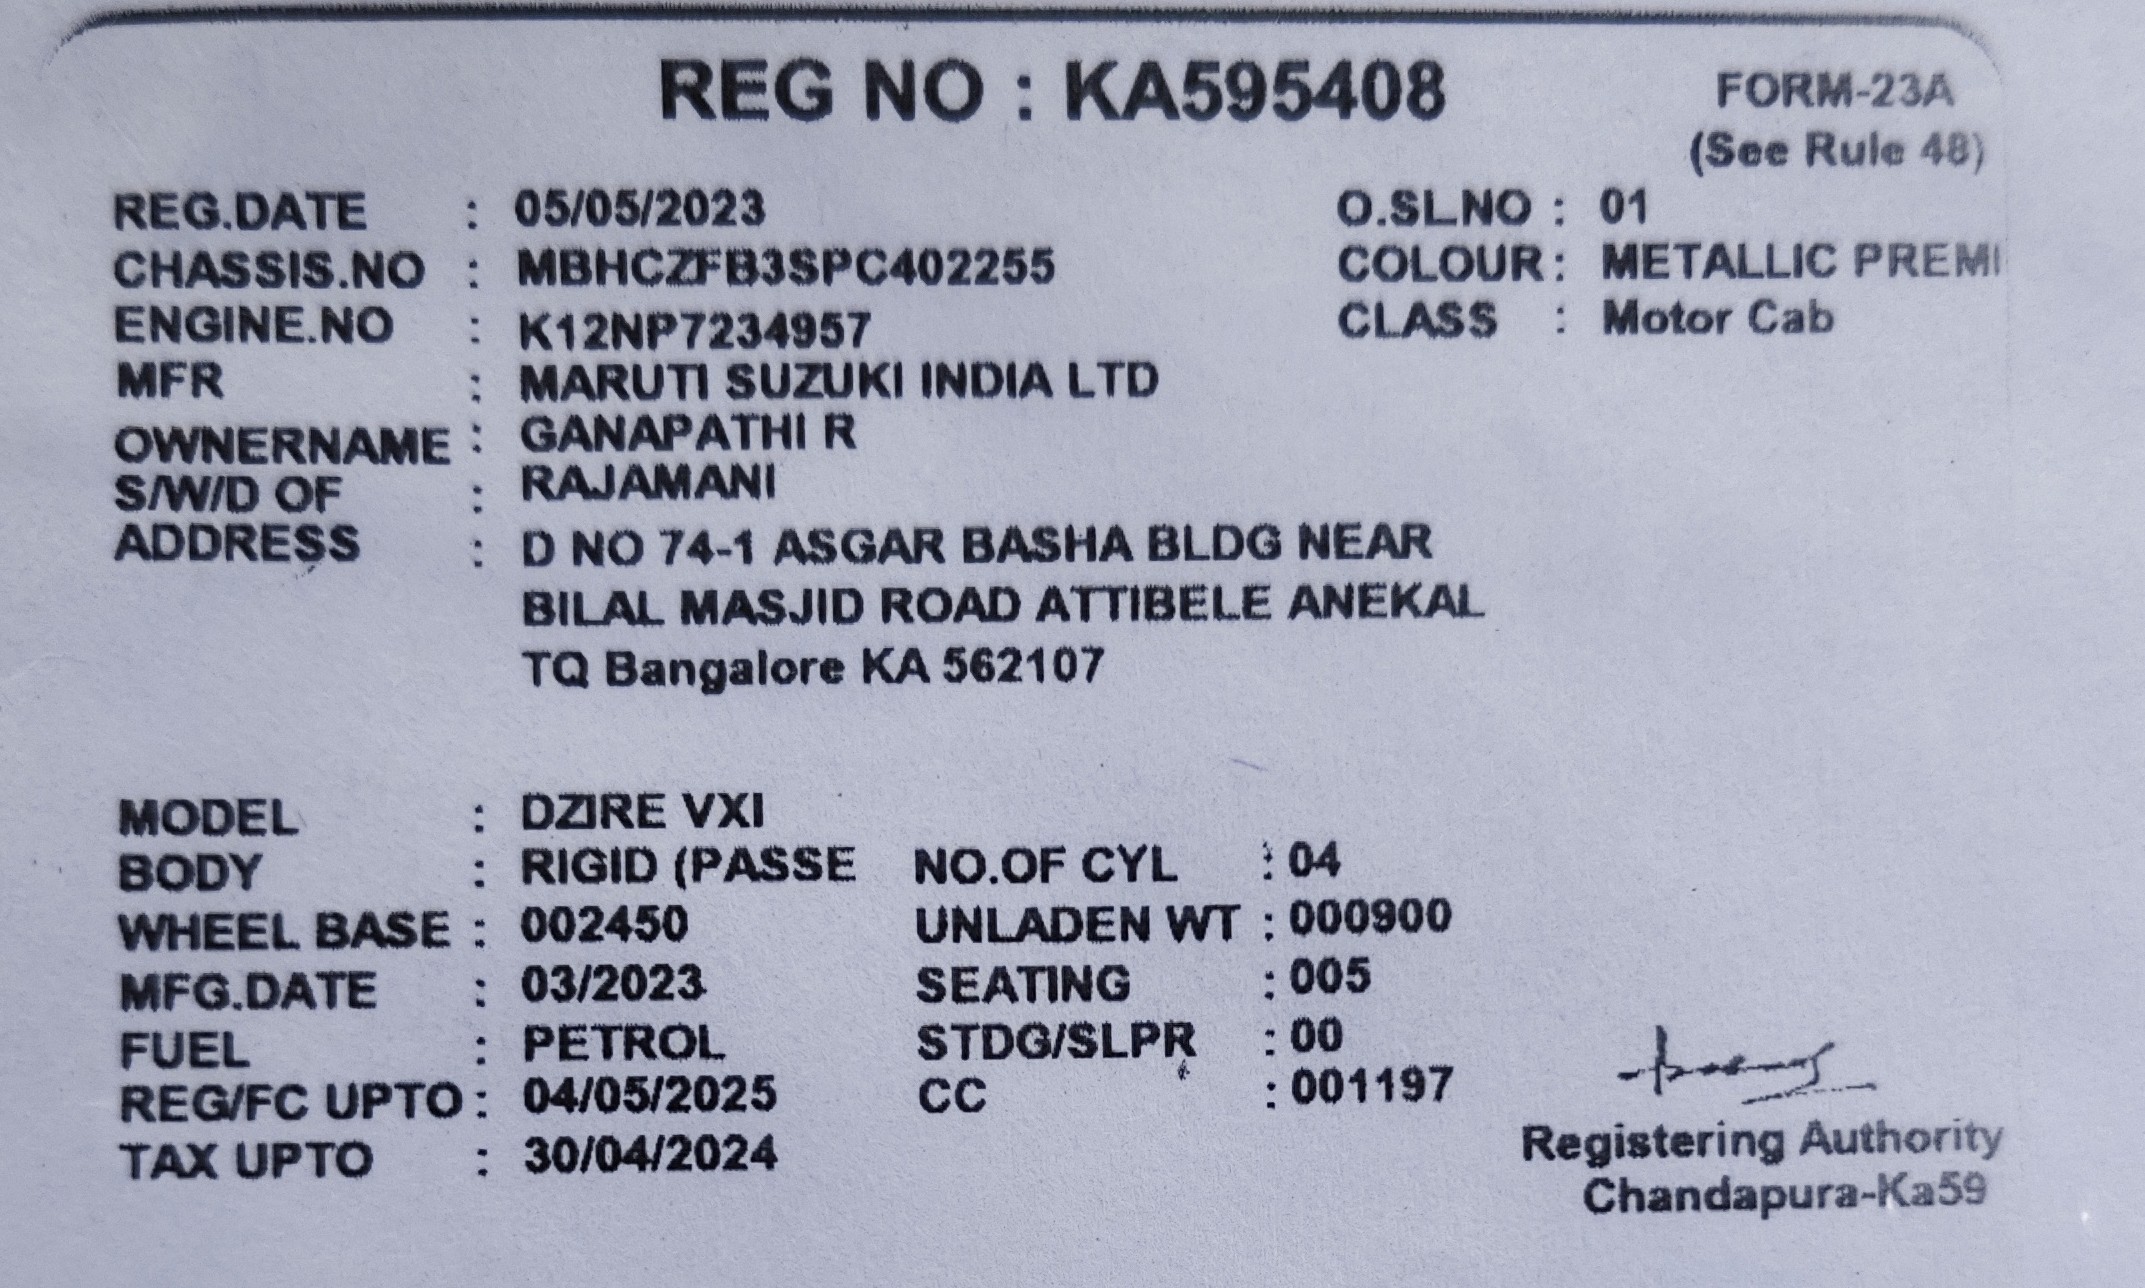 REG NO : KA595408
FORM-23A
(See Rule 48)
REG.DATE : 05/05/2023 O.SLNO : 01
CHASSIS.NO : MBHCZFB3SPC402255 COLOUR : METALLIC PREMI
ENGINE.NO : K12NP7234957 CLASS : Motor Cab
MFR : MARUTI SUZUKI INDIA LTD
OWNERNAME : GANAPATHI R
S/W/D OF : RAJAMANI
ADDRESS : D NO 74-1 ASGAR BASHA BLDG NEAR
BILAL MASJID ROAD ATTIBELE ANEKAL
TQ Bangalore KA 562107
MODEL : DZIRE VXI
BODY : RIGID (PASSE NO.OF CYL : 04
WHEEL BASE : 002450 UNLADEN WT : 000900
MFG.DATE : 03/2023 SEATING : 005
FUEL : PETROL STDG/SLPR : 00
REG/FC UPTO : 04/05/2025 CC : 001197
TAX UPTO : 30/04/2024
Registering Authority
Chandapura-Ka59